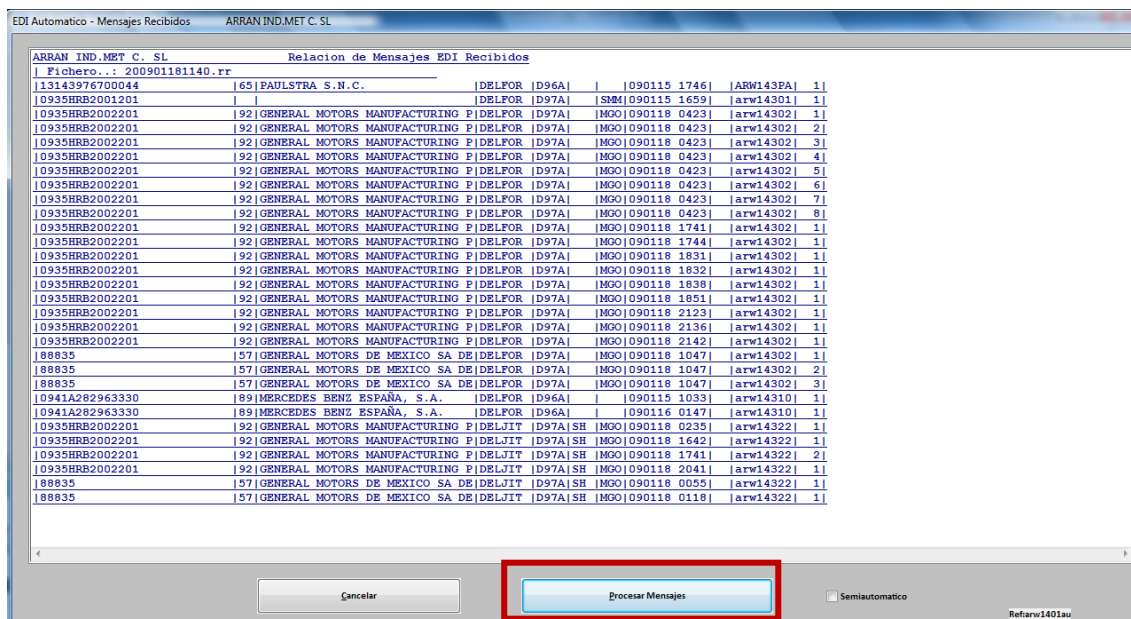 EDI Automatico - Mensajes Recibidos ARRAN IND.MET C. SL
ARRAN IND.MET C. SL Relacion de Mensajes EDI Recibidos
| Fichero..: 200901181140.rr
|13143976700044 |65|PAULSTRA S.N.C. |DELFOR |D96A| | |090115 1746| |ARW143PA| 1|
|0935HRB2001201 | | |DELFOR |D97A| |SMM|090115 1659| |arw14301| 1|
|0935HRB2002201 |92|GENERAL MOTORS MANUFACTURING P|DELFOR |D97A| |MGO|090118 0423| |arw14302| 1|
|0935HRB2002201 |92|GENERAL MOTORS MANUFACTURING P|DELFOR |D97A| |MGO|090118 0423| |arw14302| 2|
|0935HRB2002201 |92|GENERAL MOTORS MANUFACTURING P|DELFOR |D97A| |MGO|090118 0423| |arw14302| 3|
|0935HRB2002201 |92|GENERAL MOTORS MANUFACTURING P|DELFOR |D97A| |MGO|090118 0423| |arw14302| 4|
|0935HRB2002201 |92|GENERAL MOTORS MANUFACTURING P|DELFOR |D97A| |MGO|090118 0423| |arw14302| 5|
|0935HRB2002201 |92|GENERAL MOTORS MANUFACTURING P|DELFOR |D97A| |MGO|090118 0423| |arw14302| 6|
|0935HRB2002201 |92|GENERAL MOTORS MANUFACTURING P|DELFOR |D97A| |MGO|090118 0423| |arw14302| 7|
|0935HRB2002201 |92|GENERAL MOTORS MANUFACTURING P|DELFOR |D97A| |MGO|090118 0423| |arw14302| 8|
|0935HRB2002201 |92|GENERAL MOTORS MANUFACTURING P|DELFOR |D97A| |MGO|090118 1741| |arw14302| 1|
|0935HRB2002201 |92|GENERAL MOTORS MANUFACTURING P|DELFOR |D97A| |MGO|090118 1744| |arw14302| 1|
|0935HRB2002201 |92|GENERAL MOTORS MANUFACTURING P|DELFOR |D97A| |MGO|090118 1831| |arw14302| 1|
|0935HRB2002201 |92|GENERAL MOTORS MANUFACTURING P|DELFOR |D97A| |MGO|090118 1832| |arw14302| 1|
|0935HRB2002201 |92|GENERAL MOTORS MANUFACTURING P|DELFOR |D97A| |MGO|090118 1838| |arw14302| 1|
|0935HRB2002201 |92|GENERAL MOTORS MANUFACTURING P|DELFOR |D97A| |MGO|090118 1851| |arw14302| 1|
|0935HRB2002201 |92|GENERAL MOTORS MANUFACTURING P|DELFOR |D97A| |MGO|090118 2123| |arw14302| 1|
|0935HRB2002201 |92|GENERAL MOTORS MANUFACTURING P|DELFOR |D97A| |MGO|090118 2136| |arw14302| 1|
|0935HRB2002201 |92|GENERAL MOTORS MANUFACTURING P|DELFOR |D97A| |MGO|090118 2142| |arw14302| 1|
|88835 |57|GENERAL MOTORS DE MEXICO SA DE|DELFOR |D97A| |MGO|090118 1047| |arw14302| 1|
|88835 |57|GENERAL MOTORS DE MEXICO SA DE|DELFOR |D97A| |MGO|090118 1047| |arw14302| 2|
|88835 |57|GENERAL MOTORS DE MEXICO SA DE|DELFOR |D97A| |MGO|090118 1047| |arw14302| 3|
|0941A282963330 |89|MERCEDES BENZ ESPAÑA, S.A. |DELFOR |D96A| | |090115 1033| |arw14310| 1|
|0941A282963330 |89|MERCEDES BENZ ESPAÑA, S.A. |DELFOR |D96A| | |090116 0147| |arw14310| 1|
|0935HRB2002201 |92|GENERAL MOTORS MANUFACTURING P|DELJIT |D97A|SH |MGO|090118 0235| |arw14322| 1|
|0935HRB2002201 |92|GENERAL MOTORS MANUFACTURING P|DELJIT |D97A|SH |MGO|090118 1642| |arw14322| 1|
|0935HRB2002201 |92|GENERAL MOTORS MANUFACTURING P|DELJIT |D97A|SH |MGO|090118 1741| |arw14322| 2|
|0935HRB2002201 |92|GENERAL MOTORS MANUFACTURING P|DELJIT |D97A|SH |MGO|090118 2041| |arw14322| 1|
|88835 |57|GENERAL MOTORS DE MEXICO SA DE|DELJIT |D97A|SH |MGO|090118 0055| |arw14322| 1|
|88835 |57|GENERAL MOTORS DE MEXICO SA DE|DELJIT |D97A|SH |MGO|090118 0118| |arw14322| 1|
Cancelar Procesar Mensajes Semiautomatico
Ref:arw1401au